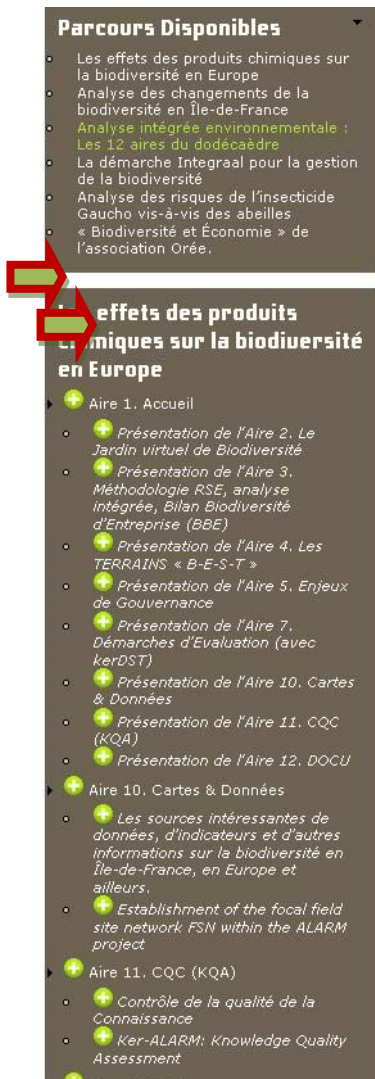 Parcours Disponibles
Les effets des produits chimiques sur
la biodiversité en Europe
Analyse des changements de la
biodiversité en Île-de-France
Analyse intégrée environnementale :
Les 12 aires du dodécaèdre
La démarche Integraal pour la gestion
de la biodiversité
Analyse des risques de l'insecticide
Gaucho vis-à-vis des abeilles
« Biodiversité et Économie » de
l'association Orée.
effets des produits
sur la biodiversité
en Europe
Aire 1. Accueil
Présentation de l'Aire 2. Le
Jardin virtuel de Biodiversité
Présentation de l'Aire 3.
Méthodologie RSE, analyse
intégrée, Bilan Biodiversité
d'Entreprise (BBE)
Présentation de l'Aire 4. Les
TERRAINS « B-E-S-T »
Présentation de l'Aire 5. Enjeux
de Gouvernance
Présentation de l'Aire 7.
Démarches d'Evaluation (avec
kerDST)
Présentation de l'Aire 10. Cartes
& Données
Présentation de l'Aire 11. CQC
(KQA)
Présentation de l'Aire 12. DOCU
Aire 10. Cartes & Données
Les sources intéressantes de
données, d'indicateurs et d'autres
informations sur la biodiversité en
Île-de-France, en Europe et
ailleurs.
Establishment of the focal field
site network FSN within the ALARM
project
Aire 11. CQC (KQA)
Contrôle de la qualité de la
Connaissance
Ker-ALARM: Knowledge Quality
Assessment